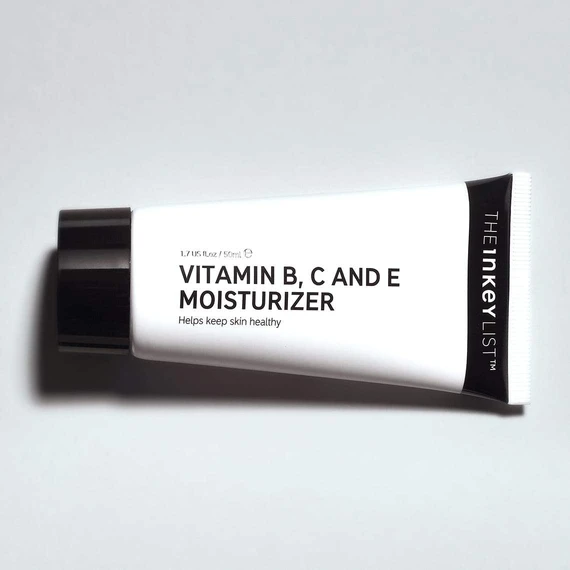 1.7 US fl.oz / 50ml ℮
VITAMIN B, C AND E
MOISTURIZER
Helps keep skin healthy
THE INKEY LIST™